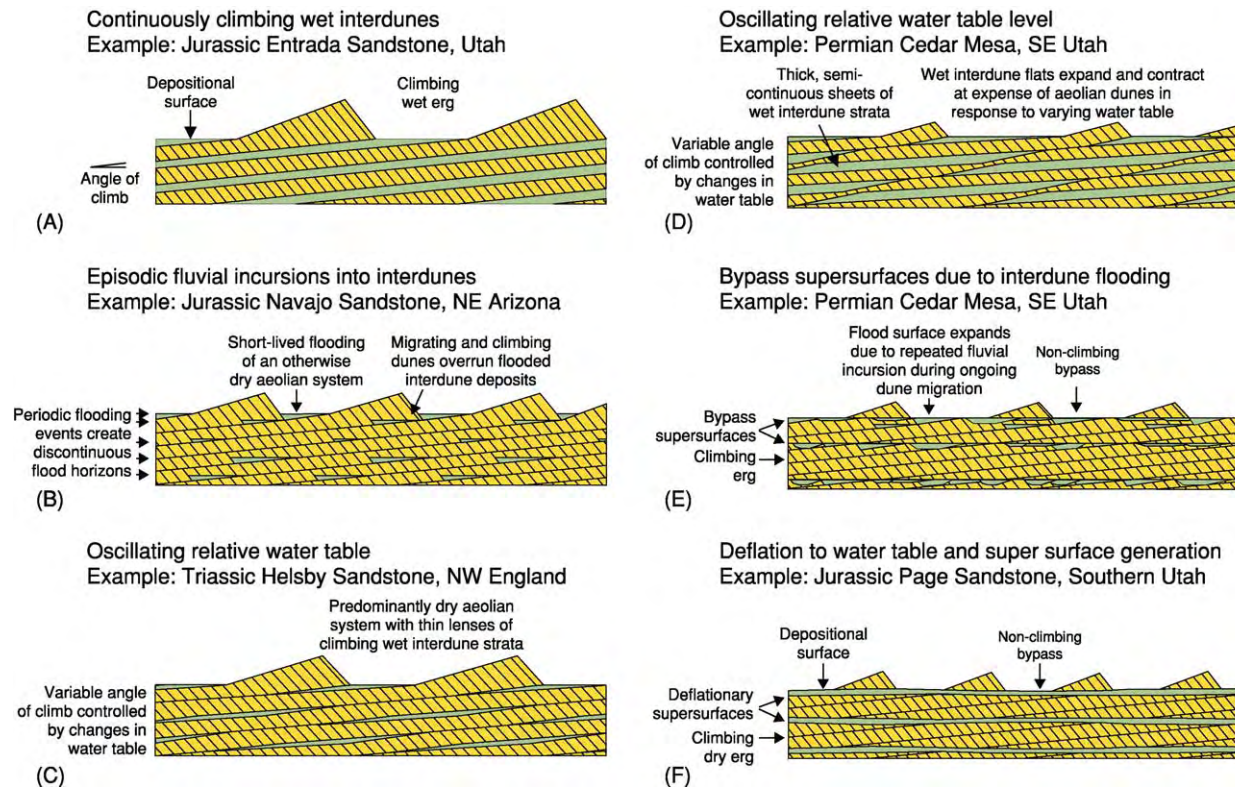 Continuously climbing wet interdunes
Example: Jurassic Entrada Sandstone, Utah
Depositional
surface
Climbing
wet erg
Angle of
climb
(A)
Episodic fluvial incursions into interdunes
Example: Jurassic Navajo Sandstone, NE Arizona
Short-lived flooding
of an otherwise
dry aeolian system
Migrating and climbing
dunes overrun flooded
interdune deposits
Periodic flooding
events create
discontinuous
flood horizons
(B)
Oscillating relative water table
Example: Triassic Helsby Sandstone, NW England
Predominantly dry aeolian
system with thin lenses of
climbing wet interdune strata
Variable angle
of climb controlled
by changes in
water table
(C)
Oscillating relative water table level
Example: Permian Cedar Mesa, SE Utah
Thick, semi-
continuous sheets of
wet interdune strata
Wet interdune flats expand and contract
at expense of aeolian dunes in
response to varying water table
Variable angle
of climb controlled
by changes in
water table
(D)
Bypass supersurfaces due to interdune flooding
Example: Permian Cedar Mesa, SE Utah
Flood surface expands
due to repeated fluvial
incursion during ongoing
dune migration
Non-climbing
bypass
Bypass
supersurfaces
Climbing
erg
(E)
Deflation to water table and super surface generation
Example: Jurassic Page Sandstone, Southern Utah
Depositional
surface
Non-climbing
bypass
Deflationary
supersurfaces
Climbing
dry erg
(F)